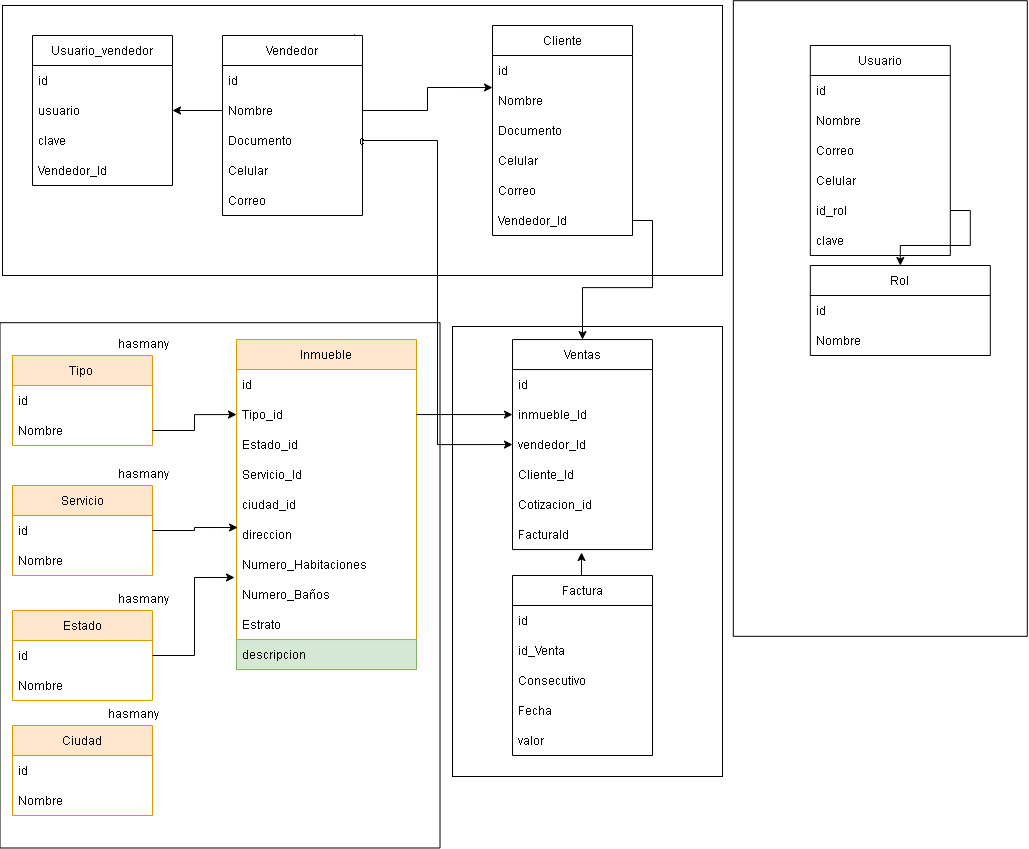 Usuario_vendedor
id
usuario
clave
Vendedor_Id
Vendedor
id
Nombre
Documento
Celular
Correo
Cliente
id
Nombre
Documento
Celular
Correo
Vendedor_Id
Usuario
id
Nombre
Correo
Celular
id_rol
clave
Rol
id
Nombre
hasmany
Tipo
id
Nombre
hasmany
Servicio
id
Nombre
hasmany
Estado
id
Nombre
hasmany
Ciudad
id
Nombre
Inmueble
id
Tipo_id
Estado_id
Servicio_Id
ciudad_id
direccion
Numero_Habitaciones
Numero_Baños
Estrato
descripcion
Ventas
id
inmueble_Id
vendedor_Id
Cliente_Id
Cotizacion_id
FacturaId
Factura
id
id_Venta
Consecutivo
Fecha
valor